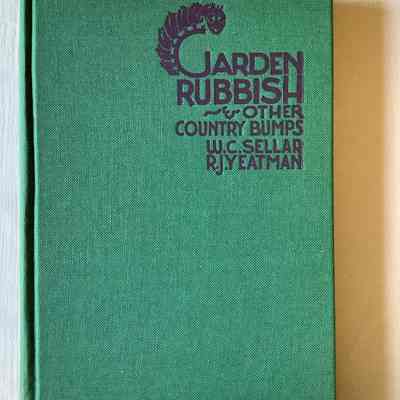 GARDEN
RUBBISH
~& OTHER
COUNTRY BUMPS
W.C. SELLAR
R.J. YEATMAN